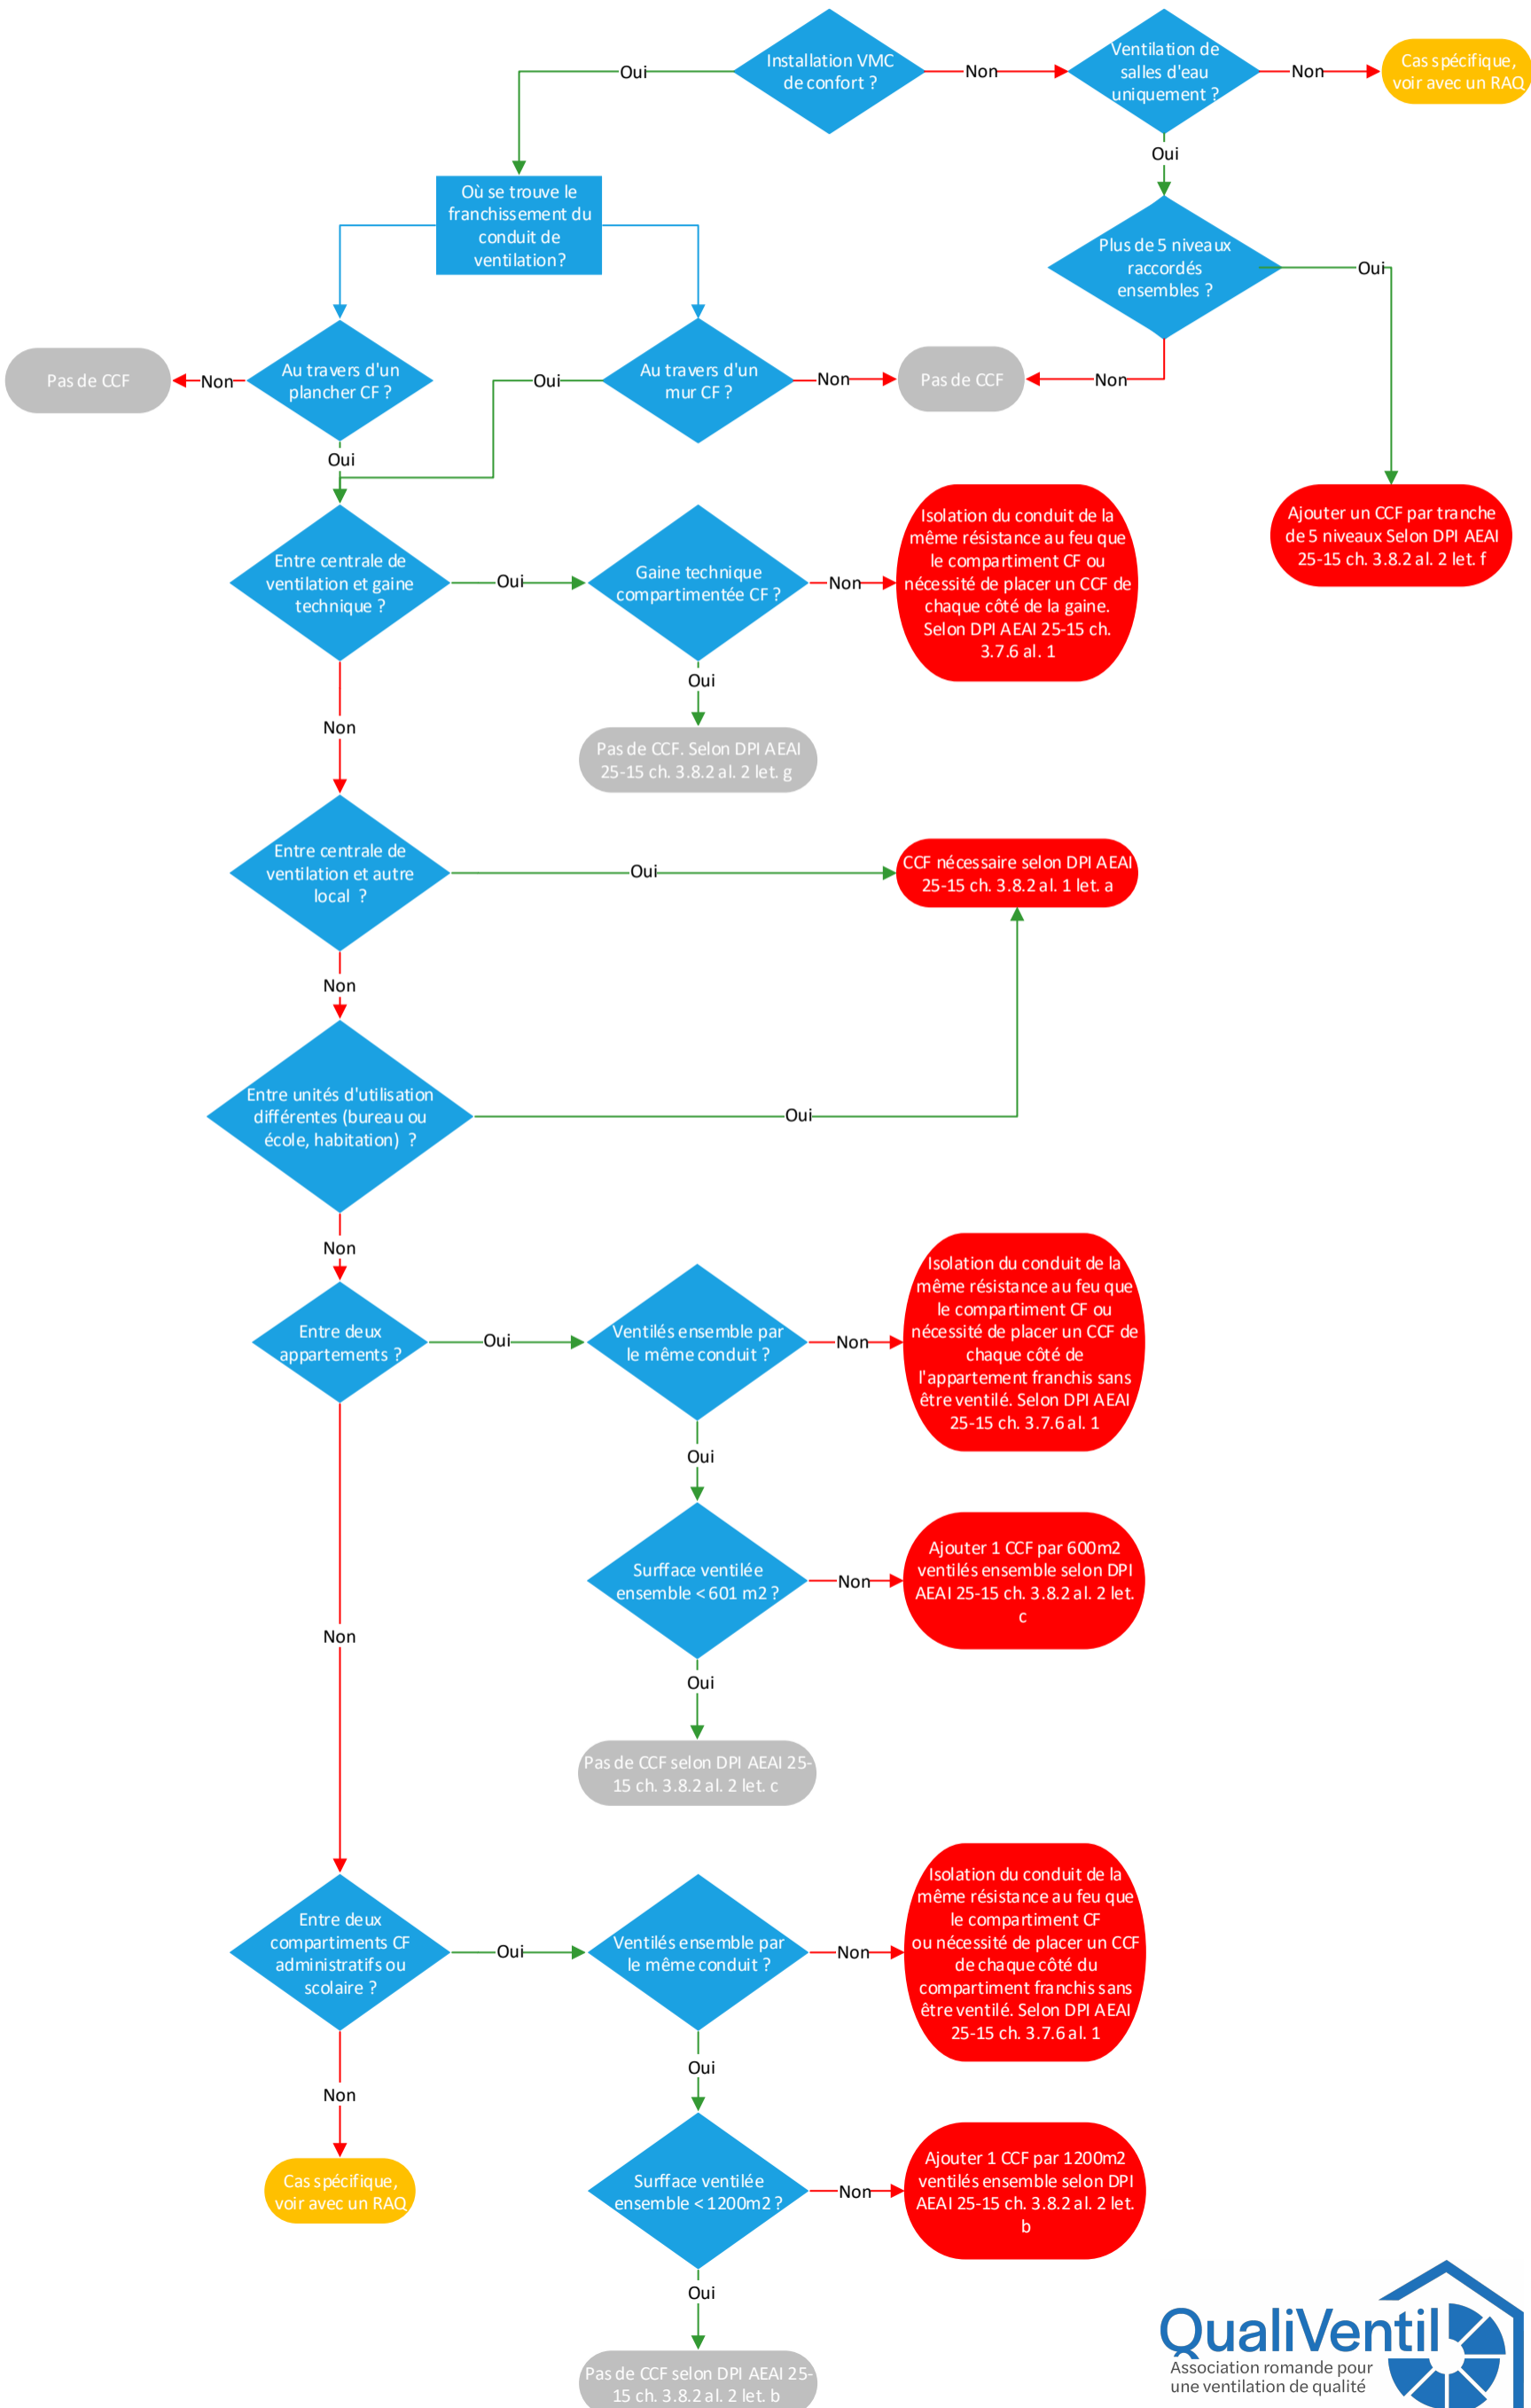 Installation VMC
de confort ?
Oui
Non
Ventilation de
salles d'eau
uniquement ?
Non
Cas spécifique,
voir avec un RAQ
Oui
Où se trouve le
franchissement du
conduit de
ventilation?
Plus de 5 niveaux
raccordés
ensembles ?
Oui
Pas de CCF
Non
Au travers d'un
plancher CF ?
Oui
Au travers d'un
mur CF ?
Non
Pas de CCF
Non
Oui
Ajouter un CCF par tranche
de 5 niveaux Selon DPI AEAI
25-15 ch. 3.8.2 al. 2 let. f
Entre centrale de
ventilation et gaine
technique ?
Oui
Gaine technique
compartimentée CF ?
Non
Isolation du conduit de la
même résistance au feu que
le compartiment CF ou
nécessité de placer un CCF de
chaque côté de la gaine.
Selon DPI AEAI 25-15 ch.
3.7.6 al. 1
Oui
Non
Pas de CCF. Selon DPI AEAI
25-15 ch. 3.8.2 al. 2 let. g
Entre centrale de
ventilation et autre
local ?
Oui
CCF nécessaire selon DPI AEAI
25-15 ch. 3.8.2 al. 1 let. a
Non
Entre unités d'utilisation
différentes (bureau ou
école, habitation) ?
Oui
Non
Entre deux
appartements ?
Oui
Ventilés ensemble par
le même conduit ?
Non
Isolation du conduit de la
même résistance au feu que
le compartiment CF ou
nécessité de placer un CCF de
chaque côté de
l'appartement franchis sans
être ventilé. Selon DPI AEAI
25-15 ch. 3.7.6 al. 1
Oui
Surfface ventilée
ensemble < 601 m2 ?
Non
Ajouter 1 CCF par 600m2
ventilés ensemble selon DPI
AEAI 25-15 ch. 3.8.2 al. 2 let.
c
Non
Oui
Pas de CCF selon DPI AEAI 25-
15 ch. 3.8.2 al. 2 let. c
Entre deux
compartiments CF
administratifs ou
scolaire ?
Oui
Ventilés ensemble par
le même conduit ?
Non
Isolation du conduit de la
même résistance au feu que
le compartiment CF
ou nécessité de placer un CCF
de chaque côté du
compartiment franchis sans
être ventilé. Selon DPI AEAI
25-15 ch. 3.7.6 al. 1
Oui
Non
Cas spécifique,
voir avec un RAQ
Surfface ventilée
ensemble < 1200m2 ?
Non
Ajouter 1 CCF par 1200m2
ventilés ensemble selon DPI
AEAI 25-15 ch. 3.8.2 al. 2 let.
b
Oui
Pas de CCF selon DPI AEAI 25-
15 ch. 3.8.2 al. 2 let. b
QualiVentil
Association romande pour
une ventilation de qualité